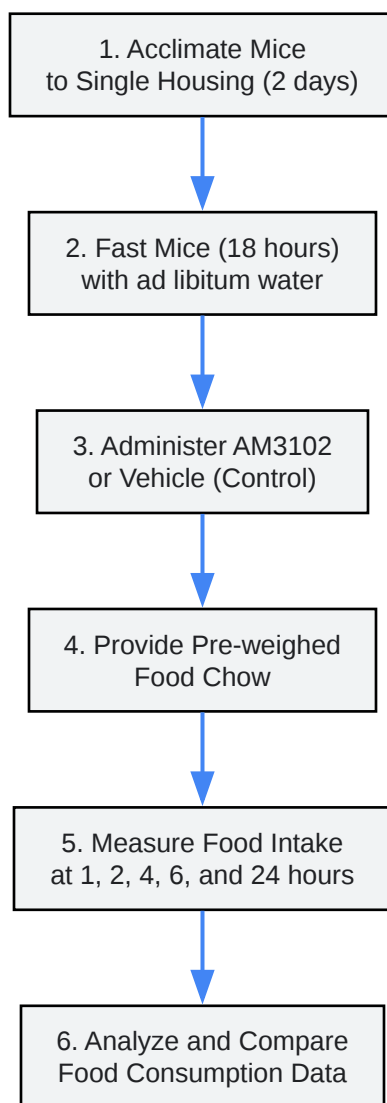 1. Acclimate Mice
to Single Housing (2 days)
2. Fast Mice (18 hours)
with ad libitum water
3. Administer AM3102
or Vehicle (Control)
4. Provide Pre-weighed
Food Chow
5. Measure Food Intake
at 1, 2, 4, 6, and 24 hours
6. Analyze and Compare
Food Consumption Data